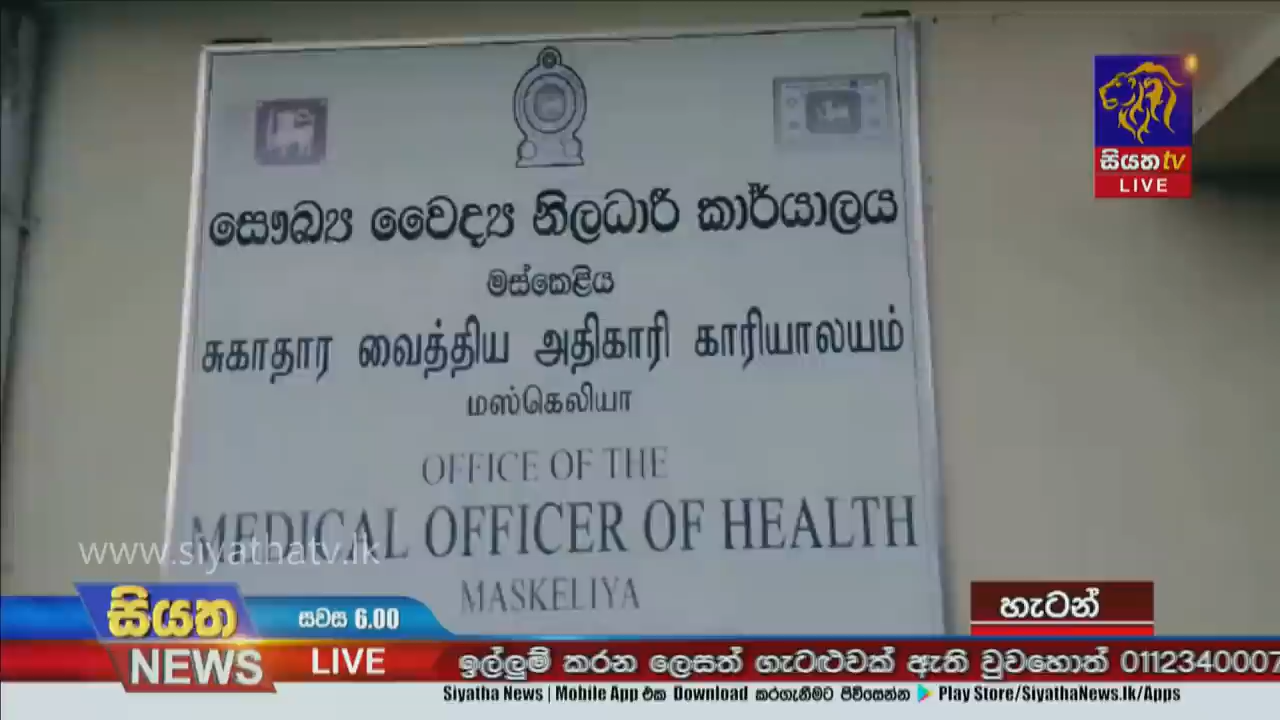 සෞඛ්‍ය වෛද්‍ය නිලධාරී කාර්යාලය
මස්කෙළිය
சுகாதார வைத்திய அதிகாரி காரியாலயம்
மஸ்கெலியா
OFFICE OF THE
MEDICAL OFFICER OF HEALTH
MASKELIYA
සියත tv
LIVE
www.siyathatv.lk
සියත
NEWS
සවස 6.00
LIVE
හැටන්
ඉල්ලුම් කරන ලෙසත් ගැටළුවක් ඇති වුවහොත් 0112340007
Siyatha News | Mobile App එක Download කරගැනීමට පිවිසෙන්න Play Store/SiyathaNews.lk/Apps